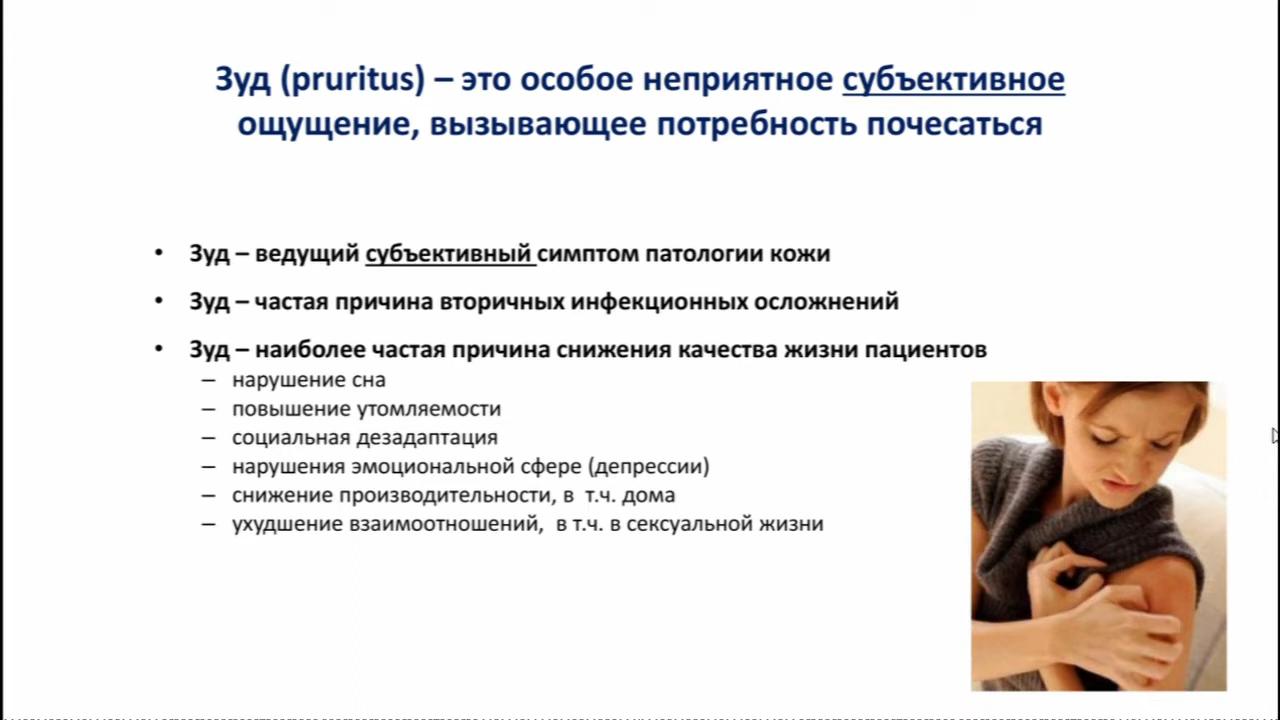 Зуд (pruritus) – это особое неприятное субъективное
ощущение, вызывающее потребность почесаться
• Зуд – ведущий субъективный симптом патологии кожи
• Зуд – частая причина вторичных инфекционных осложнений
• Зуд – наиболее частая причина снижения качества жизни пациентов
– нарушение сна
– повышение утомляемости
– социальная дезадаптация
– нарушения эмоциональной сфере (депрессии)
– снижение производительности, в т.ч. дома
– ухудшение взаимоотношений, в т.ч. в сексуальной жизни